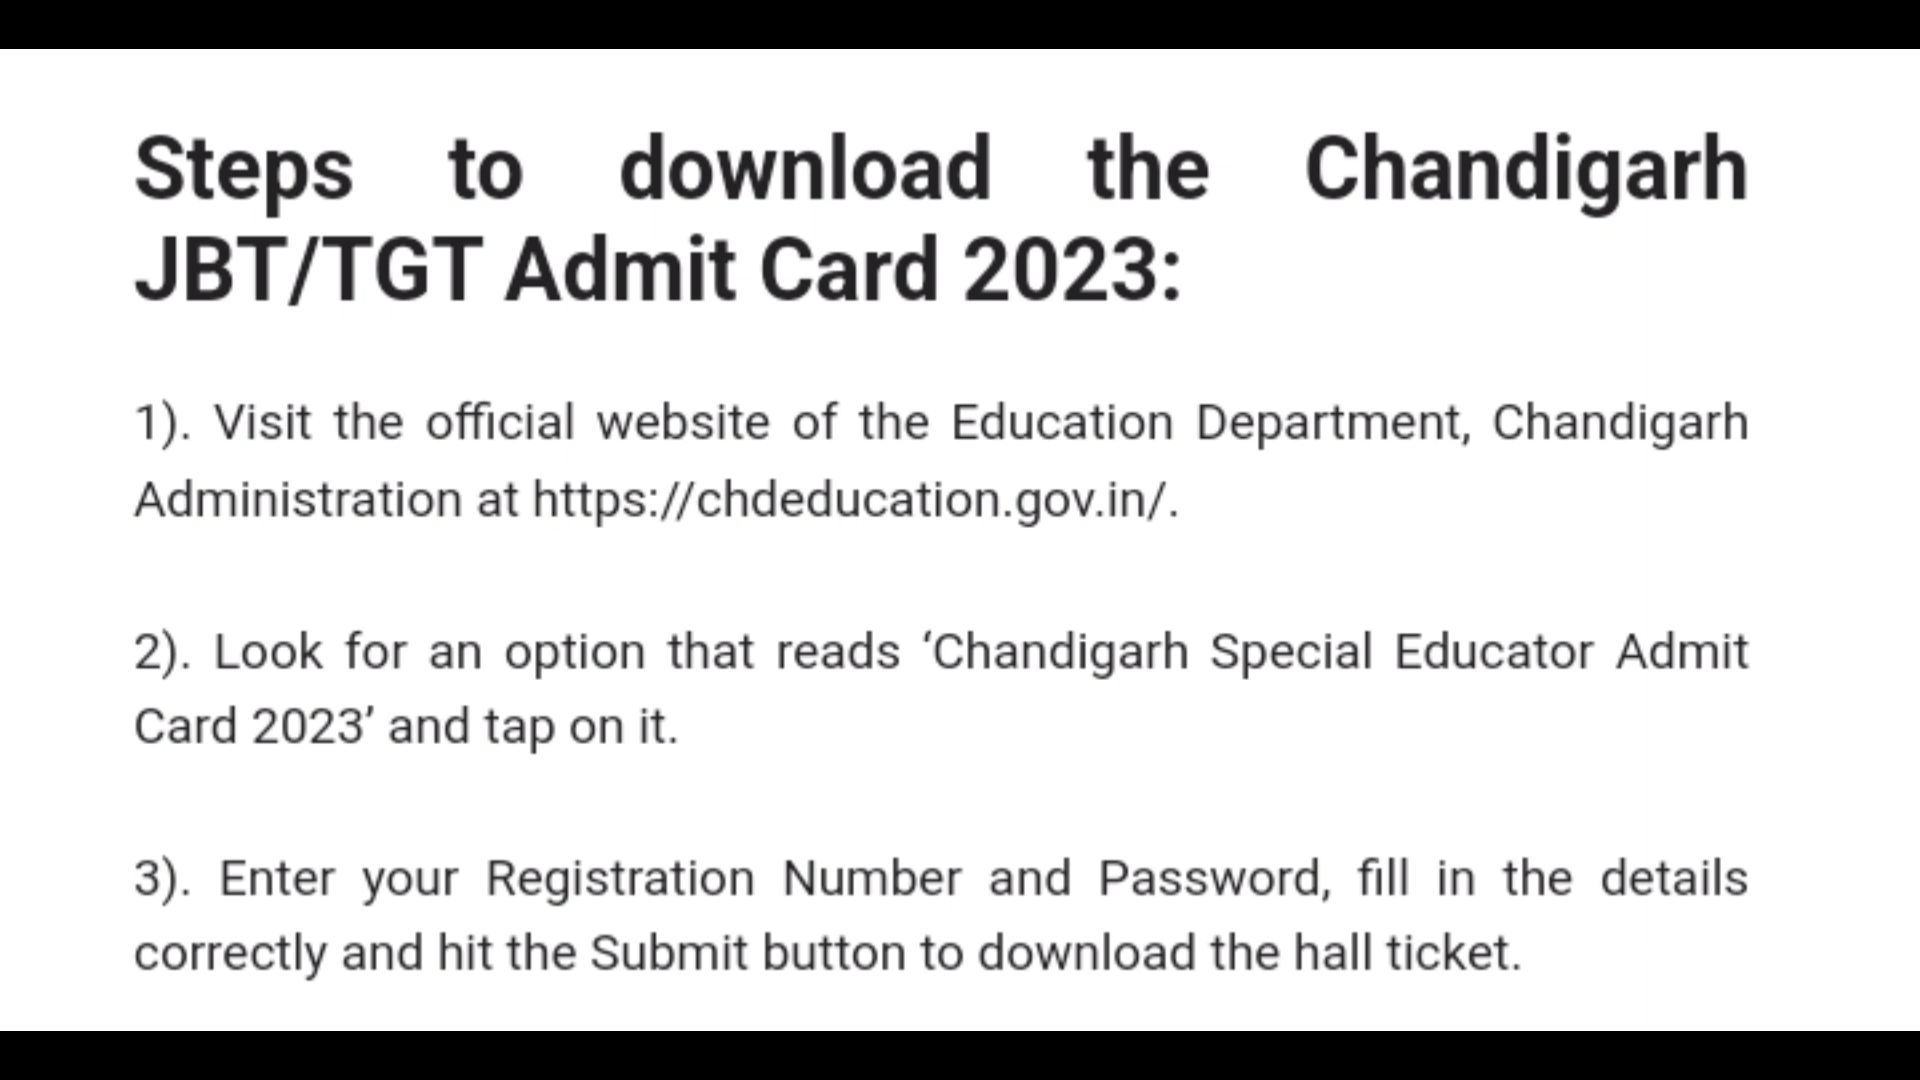 Steps to download the Chandigarh
JBT/TGT Admit Card 2023:
1). Visit the official website of the Education Department, Chandigarh
Administration at https://chdeducation.gov.in/.
2). Look for an option that reads ‘Chandigarh Special Educator Admit
Card 2023’ and tap on it.
3). Enter your Registration Number and Password, fill in the details
correctly and hit the Submit button to download the hall ticket.